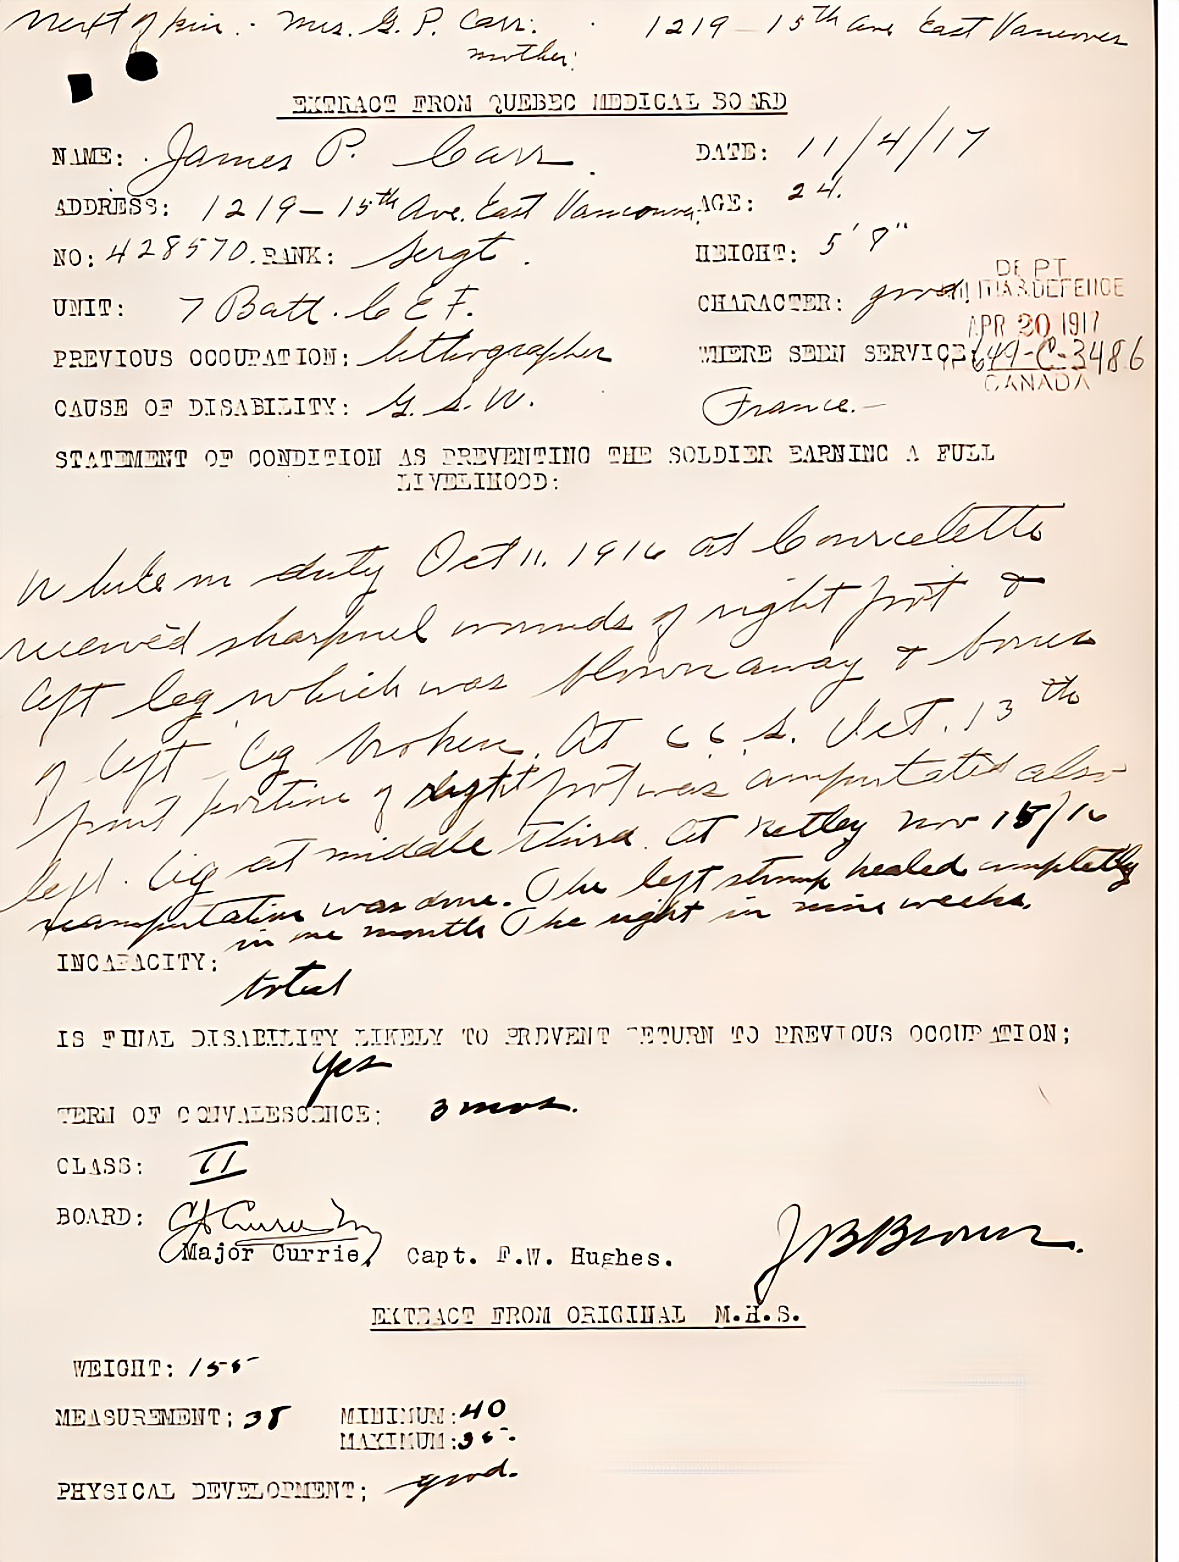 Next of kin. Mrs. G. P. Carr. 1219 - 15th Ave East Vancouver
mother.
EXTRACT FROM QUEBEC MEDICAL BOARD
NAME: James P. Carr. DATE: 11/4/17
ADDRESS: 1219 - 15th Ave. East Vancouver AGE: 24.
NO: 428570. RANK: Sergt. HEIGHT: 5' 9"
DEPT
UNIT: 7 Batt. C E F. CHARACTER: good MILITIA & DEFENCE
APR 20 1917
PREVIOUS OCCUPATION: lithographer WHERE SEEN SERVICE: 649-C-3486
CANADA
CAUSE OF DISABILITY: G. S. W. France.-
STATEMENT OF CONDITION AS PREVENTING THE SOLDIER EARNING A FULL
LIVELIHOOD:
While on duty Oct 11. 1916 at Courcelette
received sharpnel wounds of right foot &
left leg which was blown away & bones
of left leg broken. At C. C. S. Oct. 13th
front portion of right foot was amputated also
left leg at middle third. At Netley Nov 15/16
reamputation was done. The left stump healed completly
in one month The right in nine weeks.
INCAPACITY:
total
IS FINAL DISABILITY LIKELY TO PREVENT RETURN TO PREVIOUS OCCUPATION;
yes
TERM OF CONVALESCENCE; 3 mos.
CLASS: II
BOARD: Currie
(Major Currie) Capt. F.W. Hughes. J B Brown.
EXTRACT FROM ORIGINAL M.H.S.
WEIGHT: 155
MEASUREMENT; 38 MINIMUM: 40
MAXIMUM: 35.
PHYSICAL DEVELOPMENT; good.